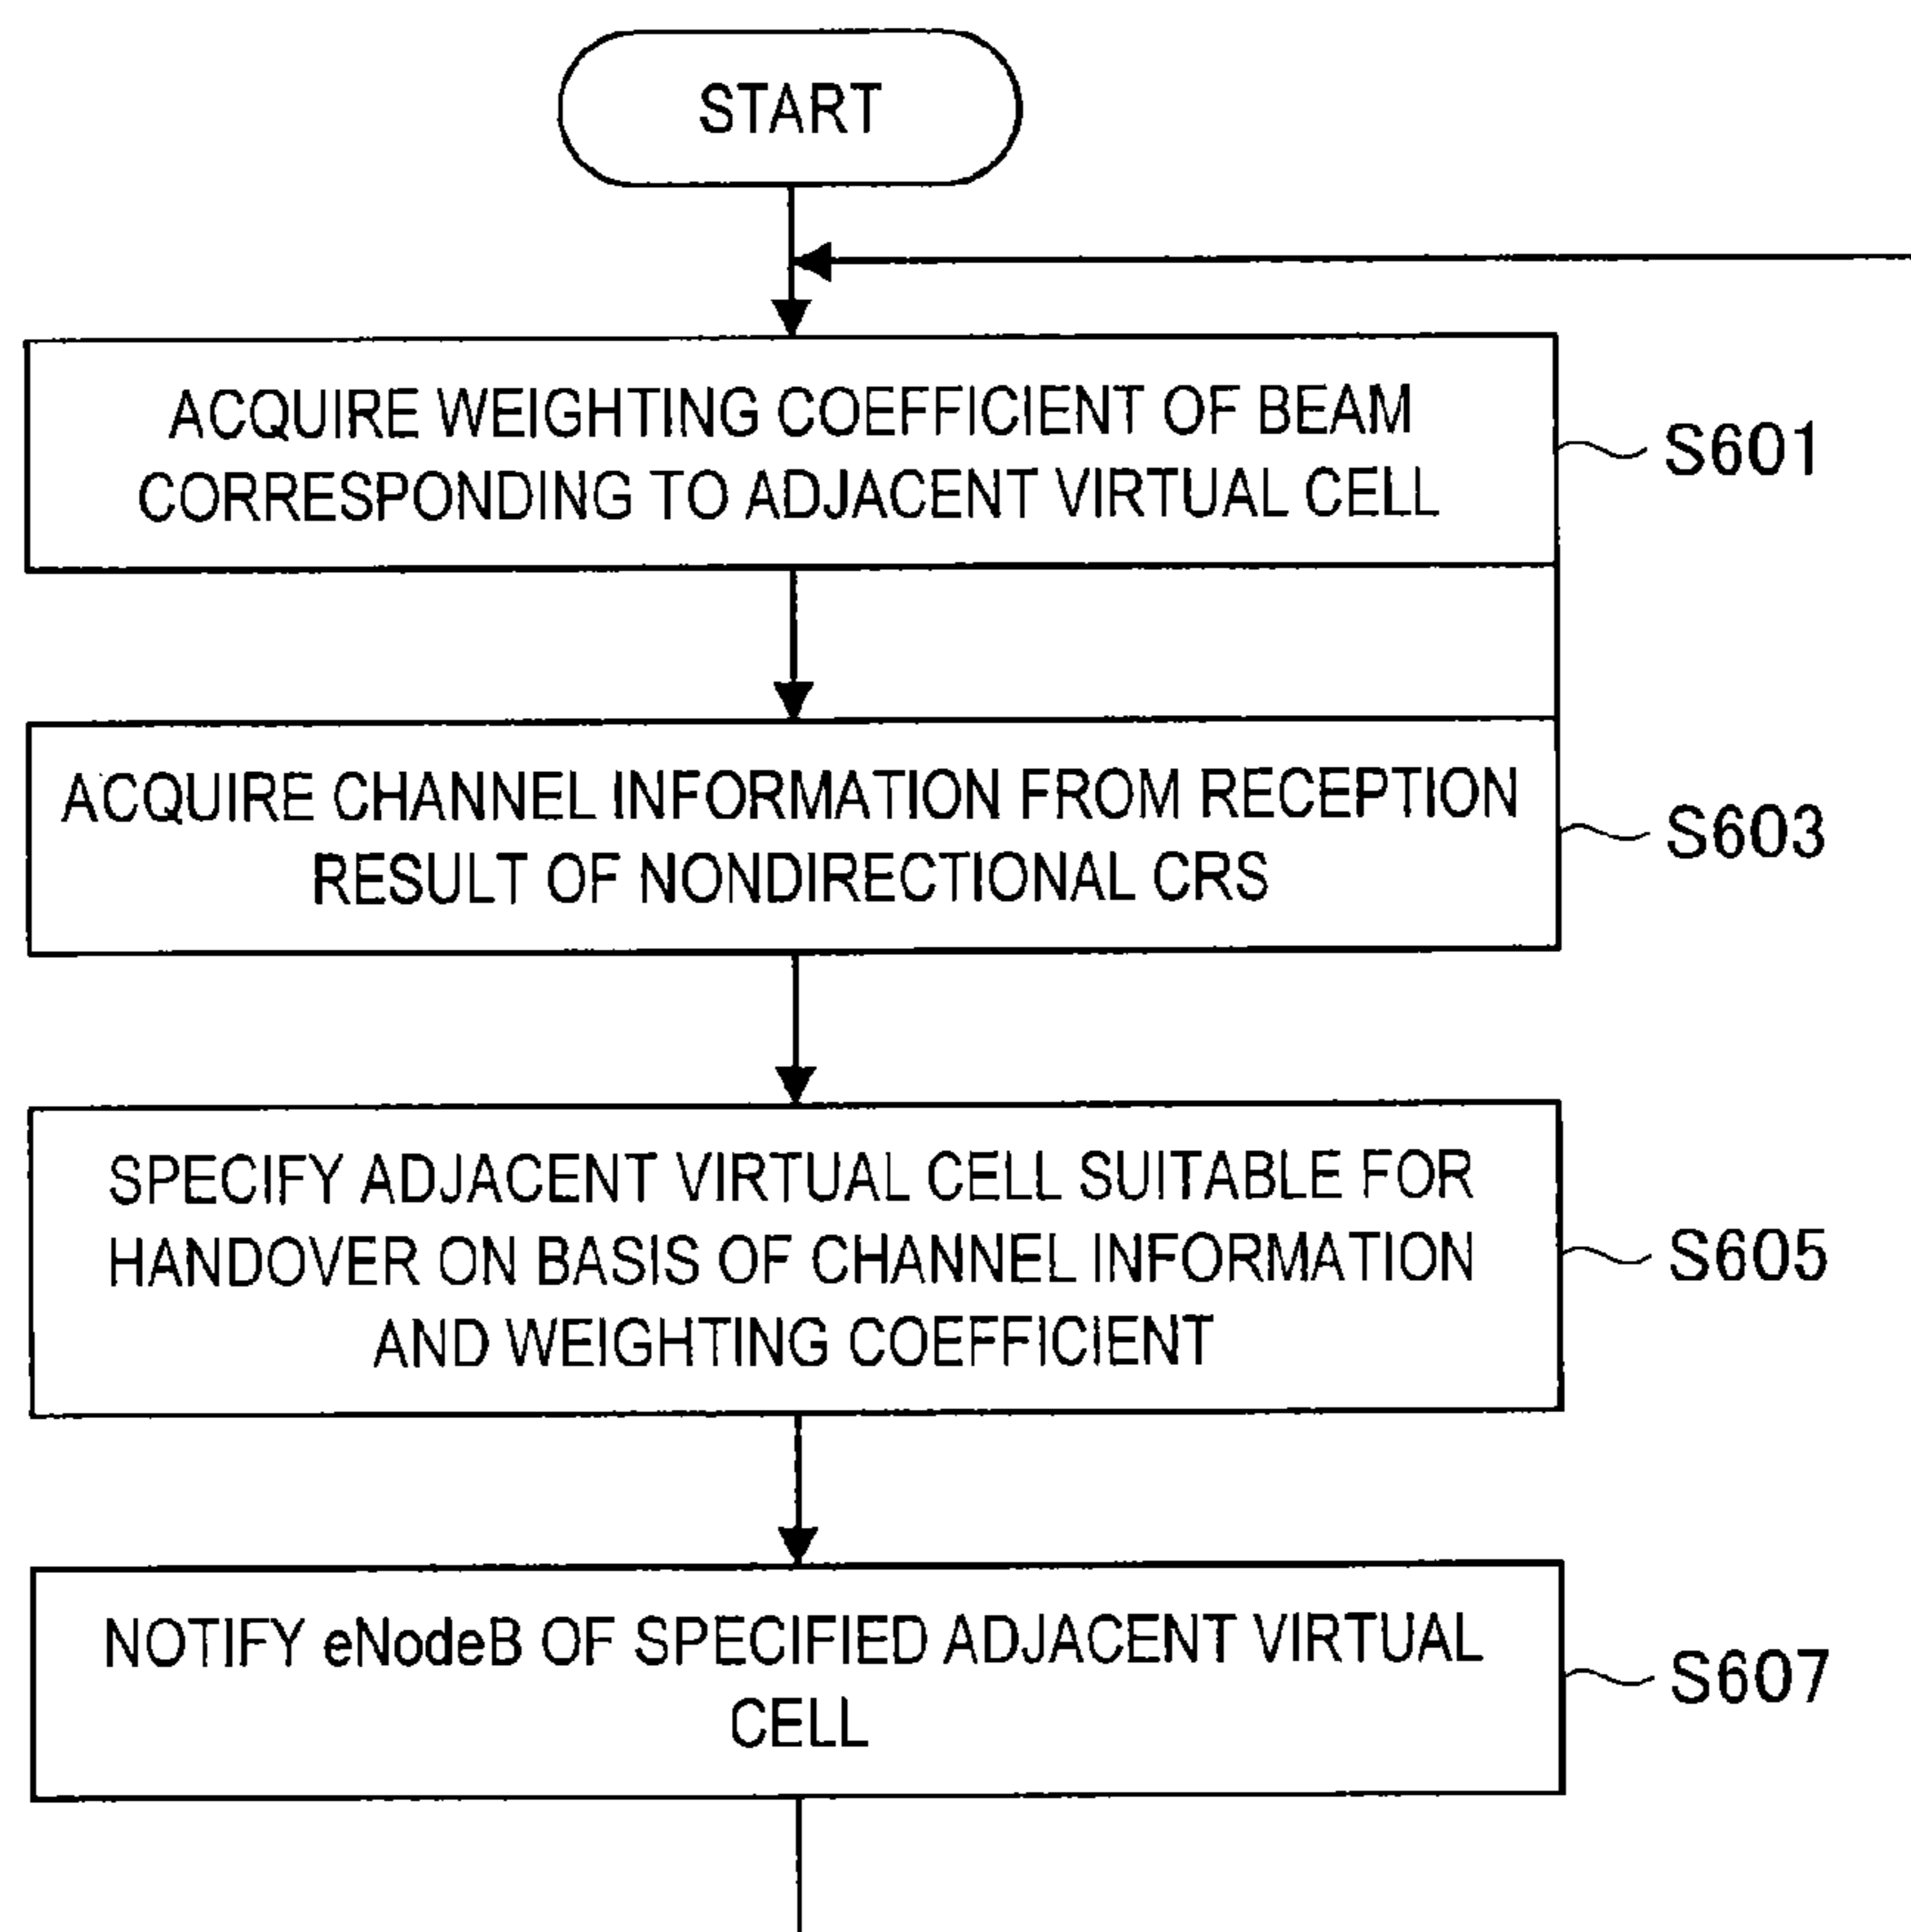 START
ACQUIRE WEIGHTING COEFFICIENT OF BEAM
CORRESPONDING TO ADJACENT VIRTUAL CELL
S601
ACQUIRE CHANNEL INFORMATION FROM RECEPTION
RESULT OF NONDIRECTIONAL CRS
S603
SPECIFY ADJACENT VIRTUAL CELL SUITABLE FOR
HANDOVER ON BASIS OF CHANNEL INFORMATION
AND WEIGHTING COEFFICIENT
S605
NOTIFY eNodeB OF SPECIFIED ADJACENT VIRTUAL
CELL
S607